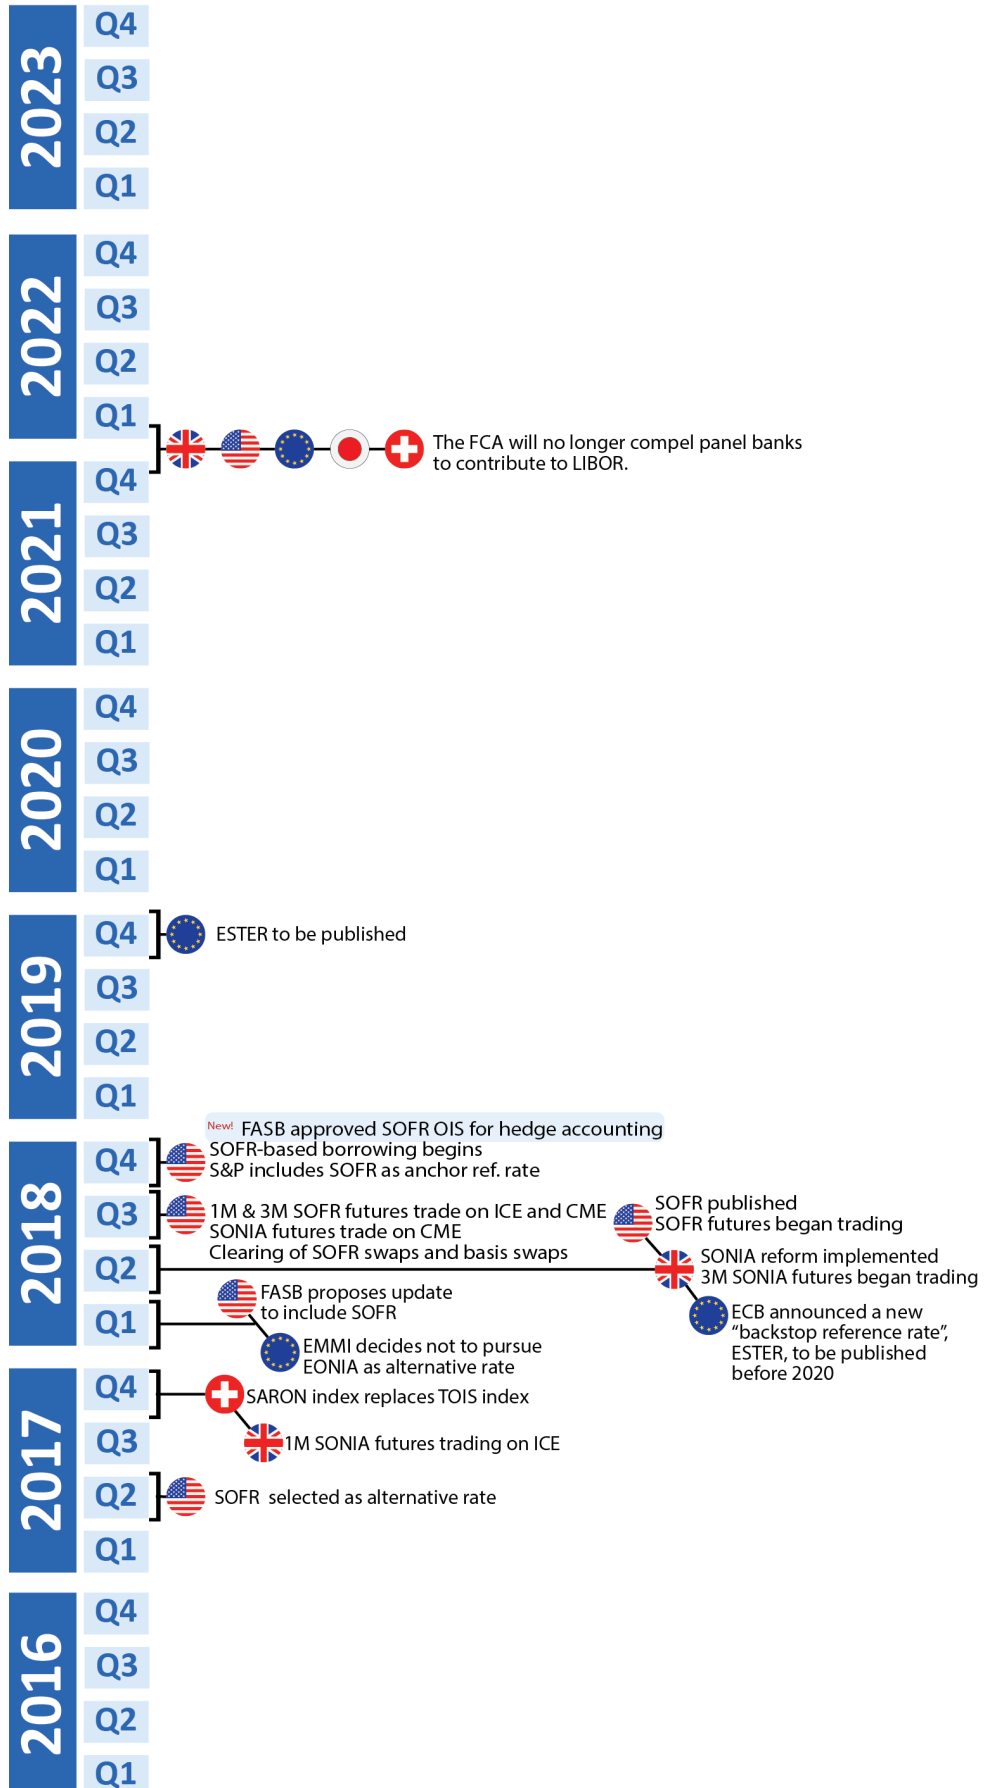 2023
Q4
Q3
Q2
Q1
2022
Q4
Q3
Q2
Q1
The FCA will no longer compel panel banks
to contribute to LIBOR.
2021
Q4
Q3
Q2
Q1
2020
Q4
Q3
Q2
Q1
2019
Q4
ESTER to be published
Q3
Q2
Q1
2018
New! FASB approved SOFR OIS for hedge accounting
Q4
SOFR-based borrowing begins
S&P includes SOFR as anchor ref. rate
Q3
1M & 3M SOFR futures trade on ICE and CME
SONIA futures trade on CME
Clearing of SOFR swaps and basis swaps
SOFR published
SOFR futures began trading
Q2
SONIA reform implemented
3M SONIA futures began trading
ECB announced a new
“backstop reference rate”,
ESTER, to be published
before 2020
Q1
FASB proposes update
to include SOFR
EMMI decides not to pursue
EONIA as alternative rate
2017
Q4
SARON index replaces TOIS index
1M SONIA futures trading on ICE
Q3
Q2
SOFR selected as alternative rate
Q1
2016
Q4
Q3
Q2
Q1